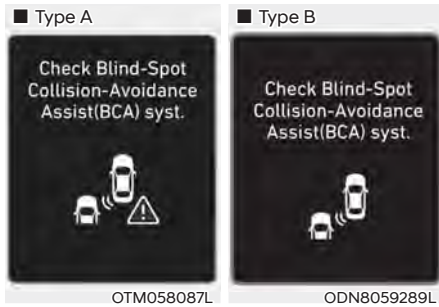 ■ Type A
Check Blind-Spot
Collision-Avoidance
Assist(BCA) syst.
OTM058087L
■ Type B
Check Blind-Spot
Collision-Avoidance
Assist(BCA) syst.
ODN8059289L